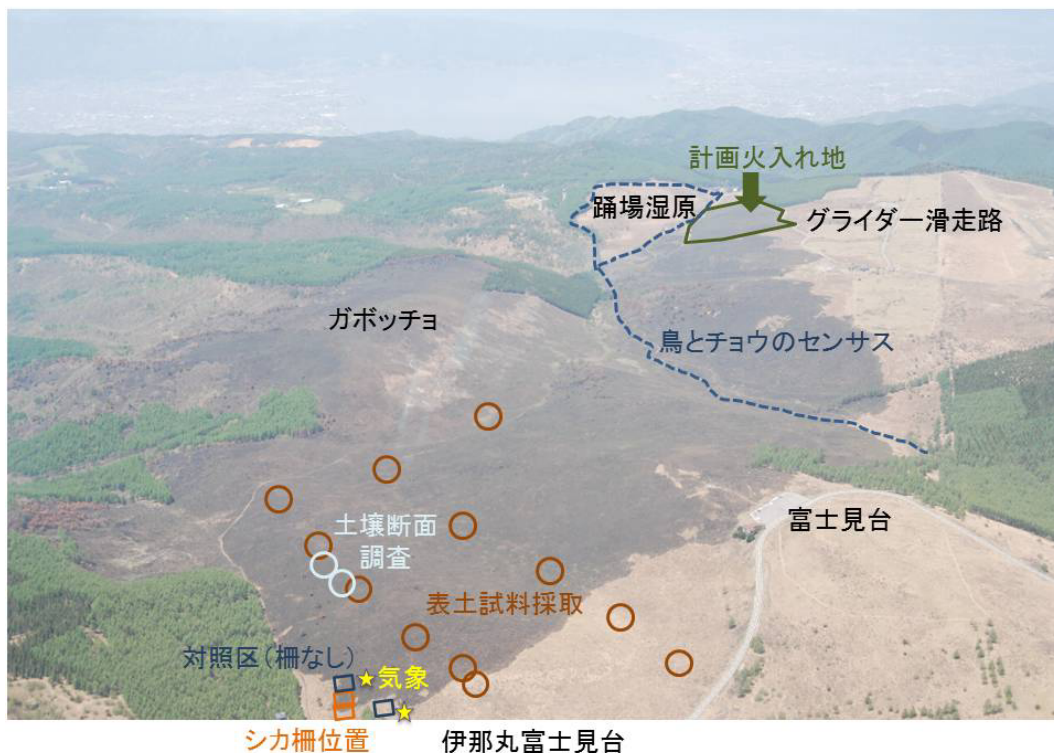 計画火入れ地
踊場湿原
グライダー滑走路
ガボッチョ
鳥とチョウのセンサス
富士見台
土壌断面
調査
表土試料採取
対照区(柵なし)
★気象
シカ柵位置
伊那丸富士見台